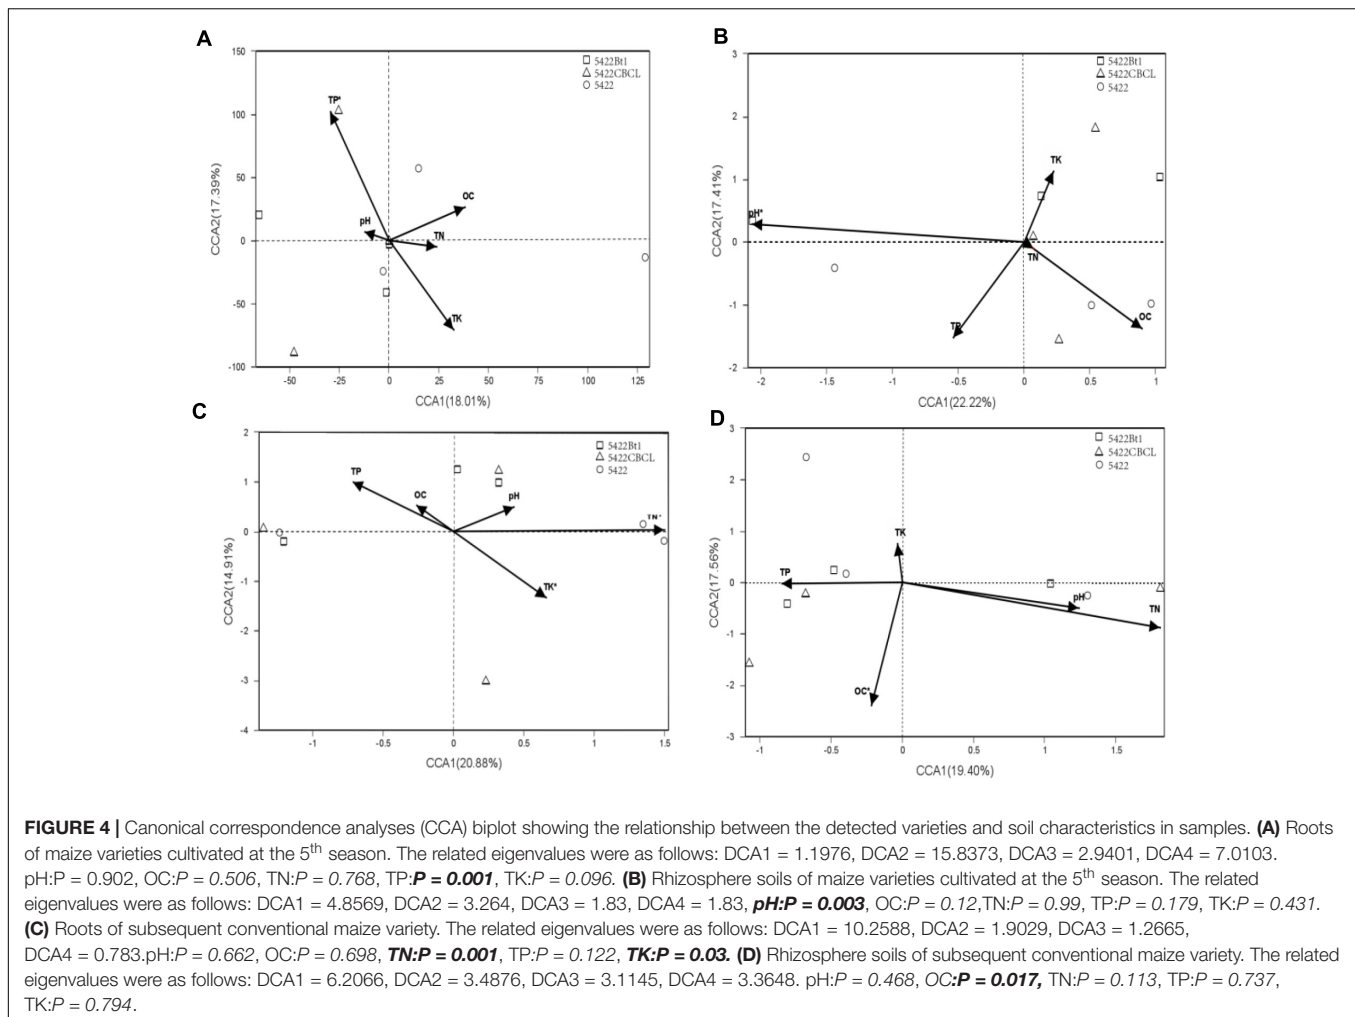 A
150
100
50
0
-50
-100
-50
-25
0
25
50
75
100
125
CCA1(18.01%)
CCA2(17.39%)
5422Bt1
5422CBCL
5422
TP*
pH
OC
TN
TK
B
3
2
1
0
-1
-2
-2
-1.5
-1
-0.5
0
0.5
1
CCA1(22.22%)
CCA2(17.41%)
5422Bt1
5422CBCL
5422
TK
pH*
TN
TP
OC
C
2
1
0
-1
-2
-3
-4
-1
-0.5
0
0.5
1
1.5
CCA1(20.88%)
CCA2(14.91%)
5422Bt1
5422CBCL
5422
TP
OC
pH
TN*
TK*
D
3
2
1
0
-1
-2
-3
-1
-0.5
0
0.5
1
1.5
CCA1(19.40%)
CCA2(17.56%)
5422Bt1
5422CBCL
5422
TK
TP
pH
TN
OC*
FIGURE 4 | Canonical correspondence analyses (CCA) biplot showing the relationship between the detected varieties and soil characteristics in samples. (A) Roots
of maize varieties cultivated at the 5th season. The related eigenvalues were as follows: DCA1 = 1.1976, DCA2 = 15.8373, DCA3 = 2.9401, DCA4 = 7.0103.
pH:P = 0.902, OC:P = 0.506, TN:P = 0.768, TP:P = 0.001, TK:P = 0.096. (B) Rhizosphere soils of maize varieties cultivated at the 5th season. The related
eigenvalues were as follows: DCA1 = 4.8569, DCA2 = 3.264, DCA3 = 1.83, DCA4 = 1.83, pH:P = 0.003, OC:P = 0.12,TN:P = 0.99, TP:P = 0.179, TK:P = 0.431.
(C) Roots of subsequent conventional maize variety. The related eigenvalues were as follows: DCA1 = 10.2588, DCA2 = 1.9029, DCA3 = 1.2665,
DCA4 = 0.783.pH:P = 0.662, OC:P = 0.698, TN:P = 0.001, TP:P = 0.122, TK:P = 0.03. (D) Rhizosphere soils of subsequent conventional maize variety. The related
eigenvalues were as follows: DCA1 = 6.2066, DCA2 = 3.4876, DCA3 = 3.1145, DCA4 = 3.3648. pH:P = 0.468, OC:P = 0.017, TN:P = 0.113, TP:P = 0.737,
TK:P = 0.794.